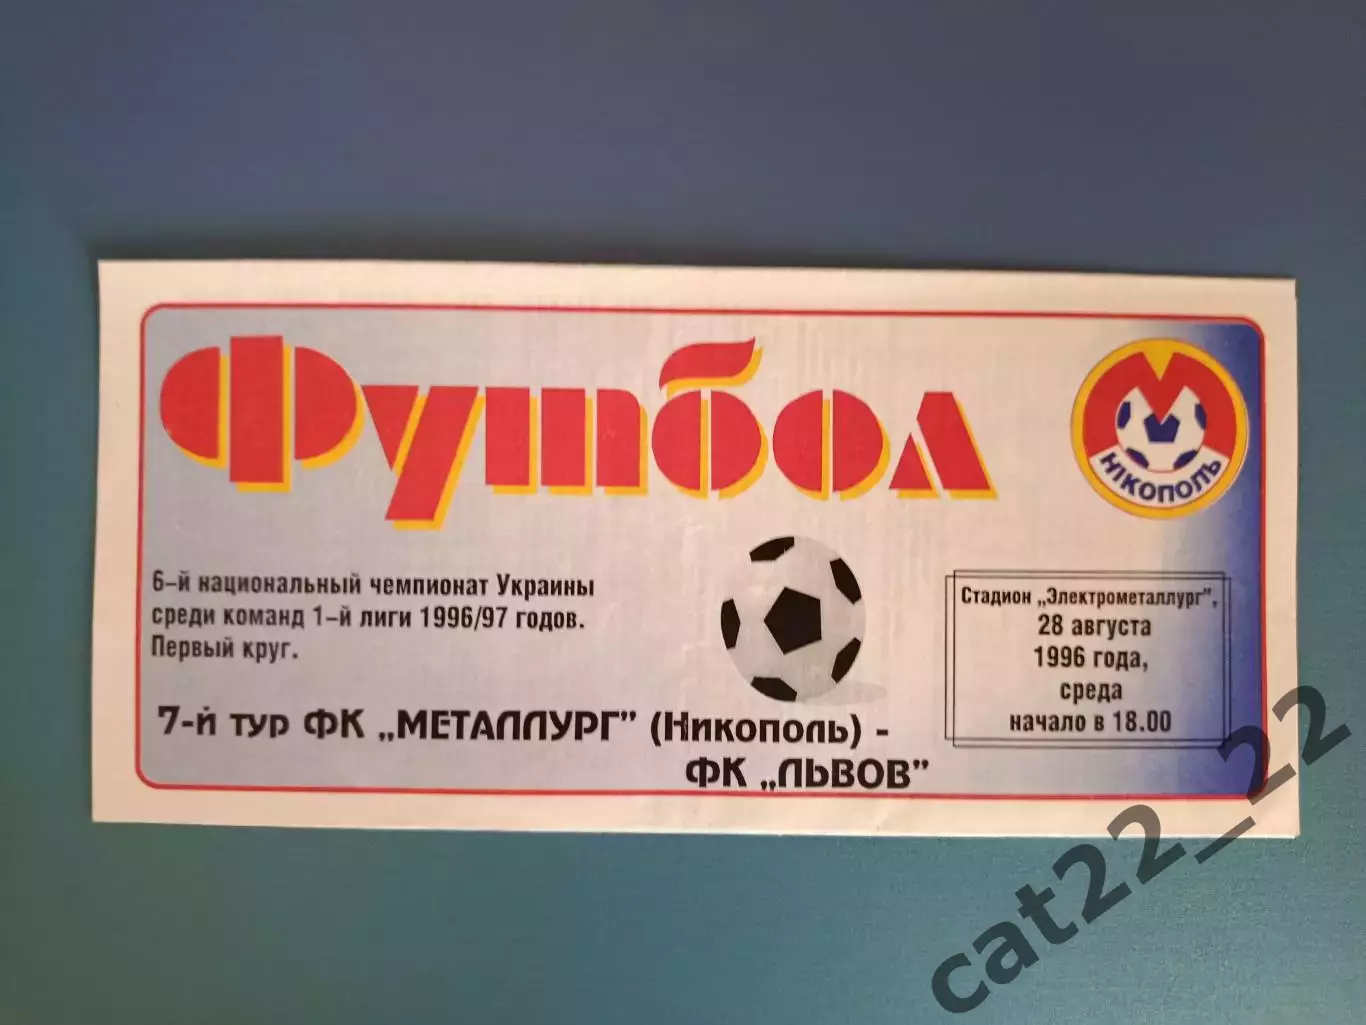 Футбол
М
НІКОПОЛЬ
6-й национальный чемпионат Украины
среди команд 1-й лиги 1996/97 годов.
Первый круг.
Стадион „Электрометаллург”,
28 августа
1996 года,
среда
начало в 18.00
7-й тур ФК „МЕТАЛЛУРГ” (Никополь) -
ФК „ЛЬВОВ”
cat22_22